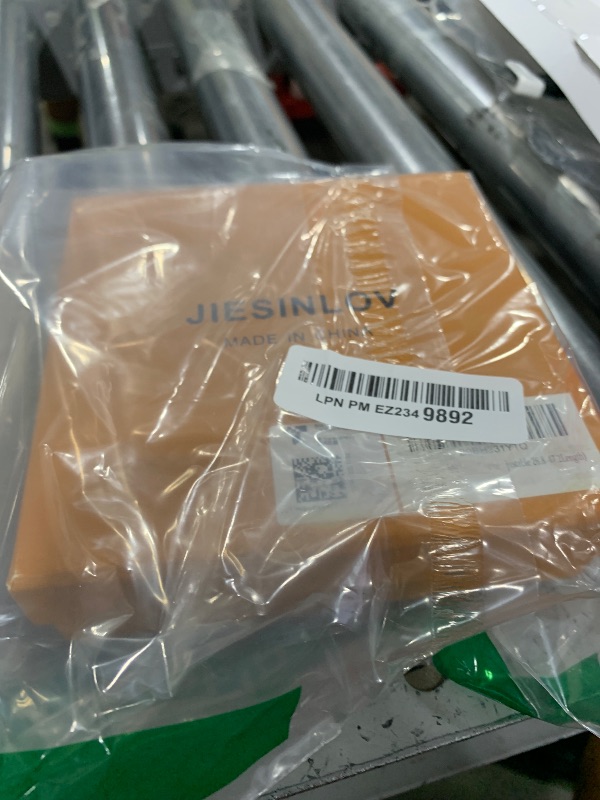 JIESINLOV
MADE IN CHINA
LPN PM EZ234 9892